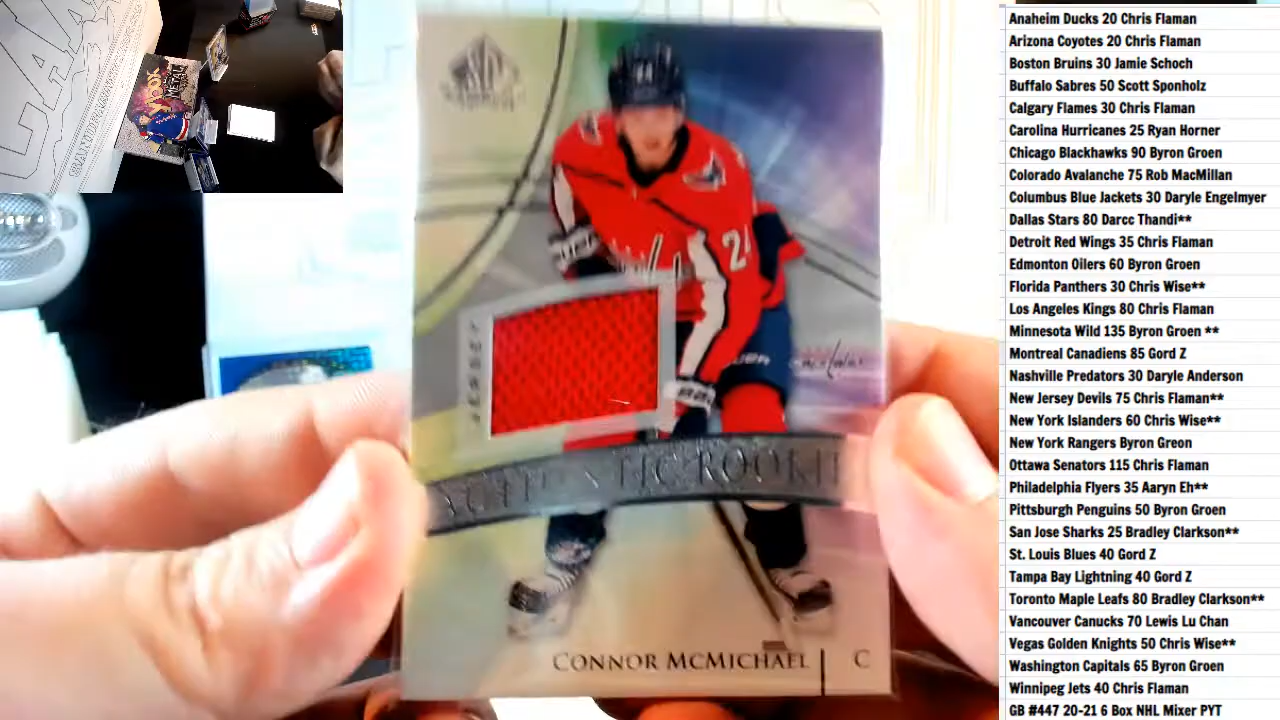 JERSEY
24
AUTHENTIC ROOKIE
CONNOR MCMICHAEL C
Anaheim Ducks 20 Chris Flaman
Arizona Coyotes 20 Chris Flaman
Boston Bruins 30 Jamie Schoch
Buffalo Sabres 50 Scott Sponholz
Calgary Flames 30 Chris Flaman
Carolina Hurricanes 25 Ryan Horner
Chicago Blackhawks 90 Byron Groen
Colorado Avalanche 75 Rob MacMillan
Columbus Blue Jackets 30 Daryle Engelmyer
Dallas Stars 80 Darcc Thandi**
Detroit Red Wings 35 Chris Flaman
Edmonton Oilers 60 Byron Groen
Florida Panthers 30 Chris Wise**
Los Angeles Kings 80 Chris Flaman
Minnesota Wild 135 Byron Groen **
Montreal Canadiens 85 Gord Z
Nashville Predators 30 Daryle Anderson
New Jersey Devils 75 Chris Flaman**
New York Islanders 60 Chris Wise**
New York Rangers Byron Greon
Ottawa Senators 115 Chris Flaman
Philadelphia Flyers 35 Aaryn Eh**
Pittsburgh Penguins 50 Byron Groen
San Jose Sharks 25 Bradley Clarkson**
St. Louis Blues 40 Gord Z
Tampa Bay Lightning 40 Gord Z
Toronto Maple Leafs 80 Bradley Clarkson**
Vancouver Canucks 70 Lewis Lu Chan
Vegas Golden Knights 50 Chris Wise**
Washington Capitals 65 Byron Groen
Winnipeg Jets 40 Chris Flaman
GB #447 20-21 6 Box NHL Mixer PYT